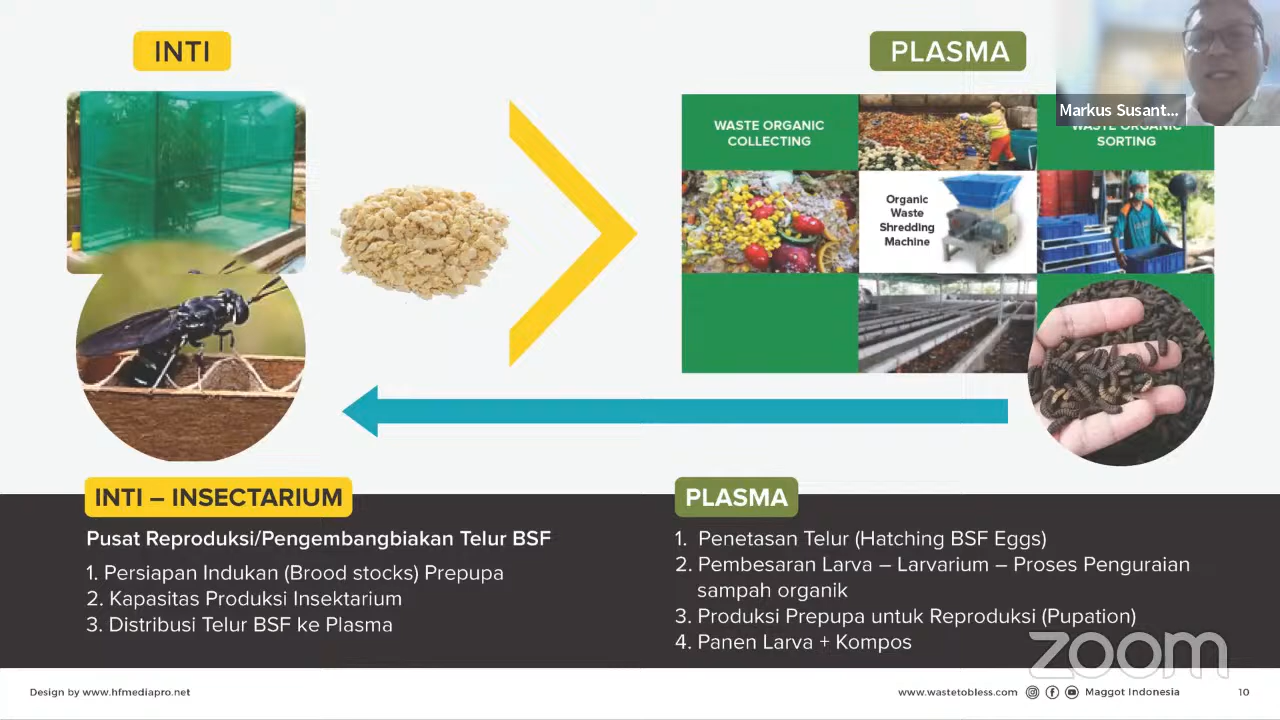 INTI
PLASMA
Markus Susant...
WASTE ORGANIC
COLLECTING
WASTE ORGANIC
SORTING
Organic
Waste
Shredding
Machine
INTI – INSECTARIUM
Pusat Reproduksi/Pengembangbiakan Telur BSF
1. Persiapan Indukan (Brood stocks) Prepupa
2. Kapasitas Produksi Insektarium
3. Distribusi Telur BSF ke Plasma
PLASMA
1. Penetasan Telur (Hatching BSF Eggs)
2. Pembesaran Larva – Larvarium – Proses Penguraian
sampah organik
3. Produksi Prepupa untuk Reproduksi (Pupation)
4. Panen Larva + Kompos
zoom
Design by www.hfmediapro.net
www.wastetobless.com
Maggot Indonesia
10